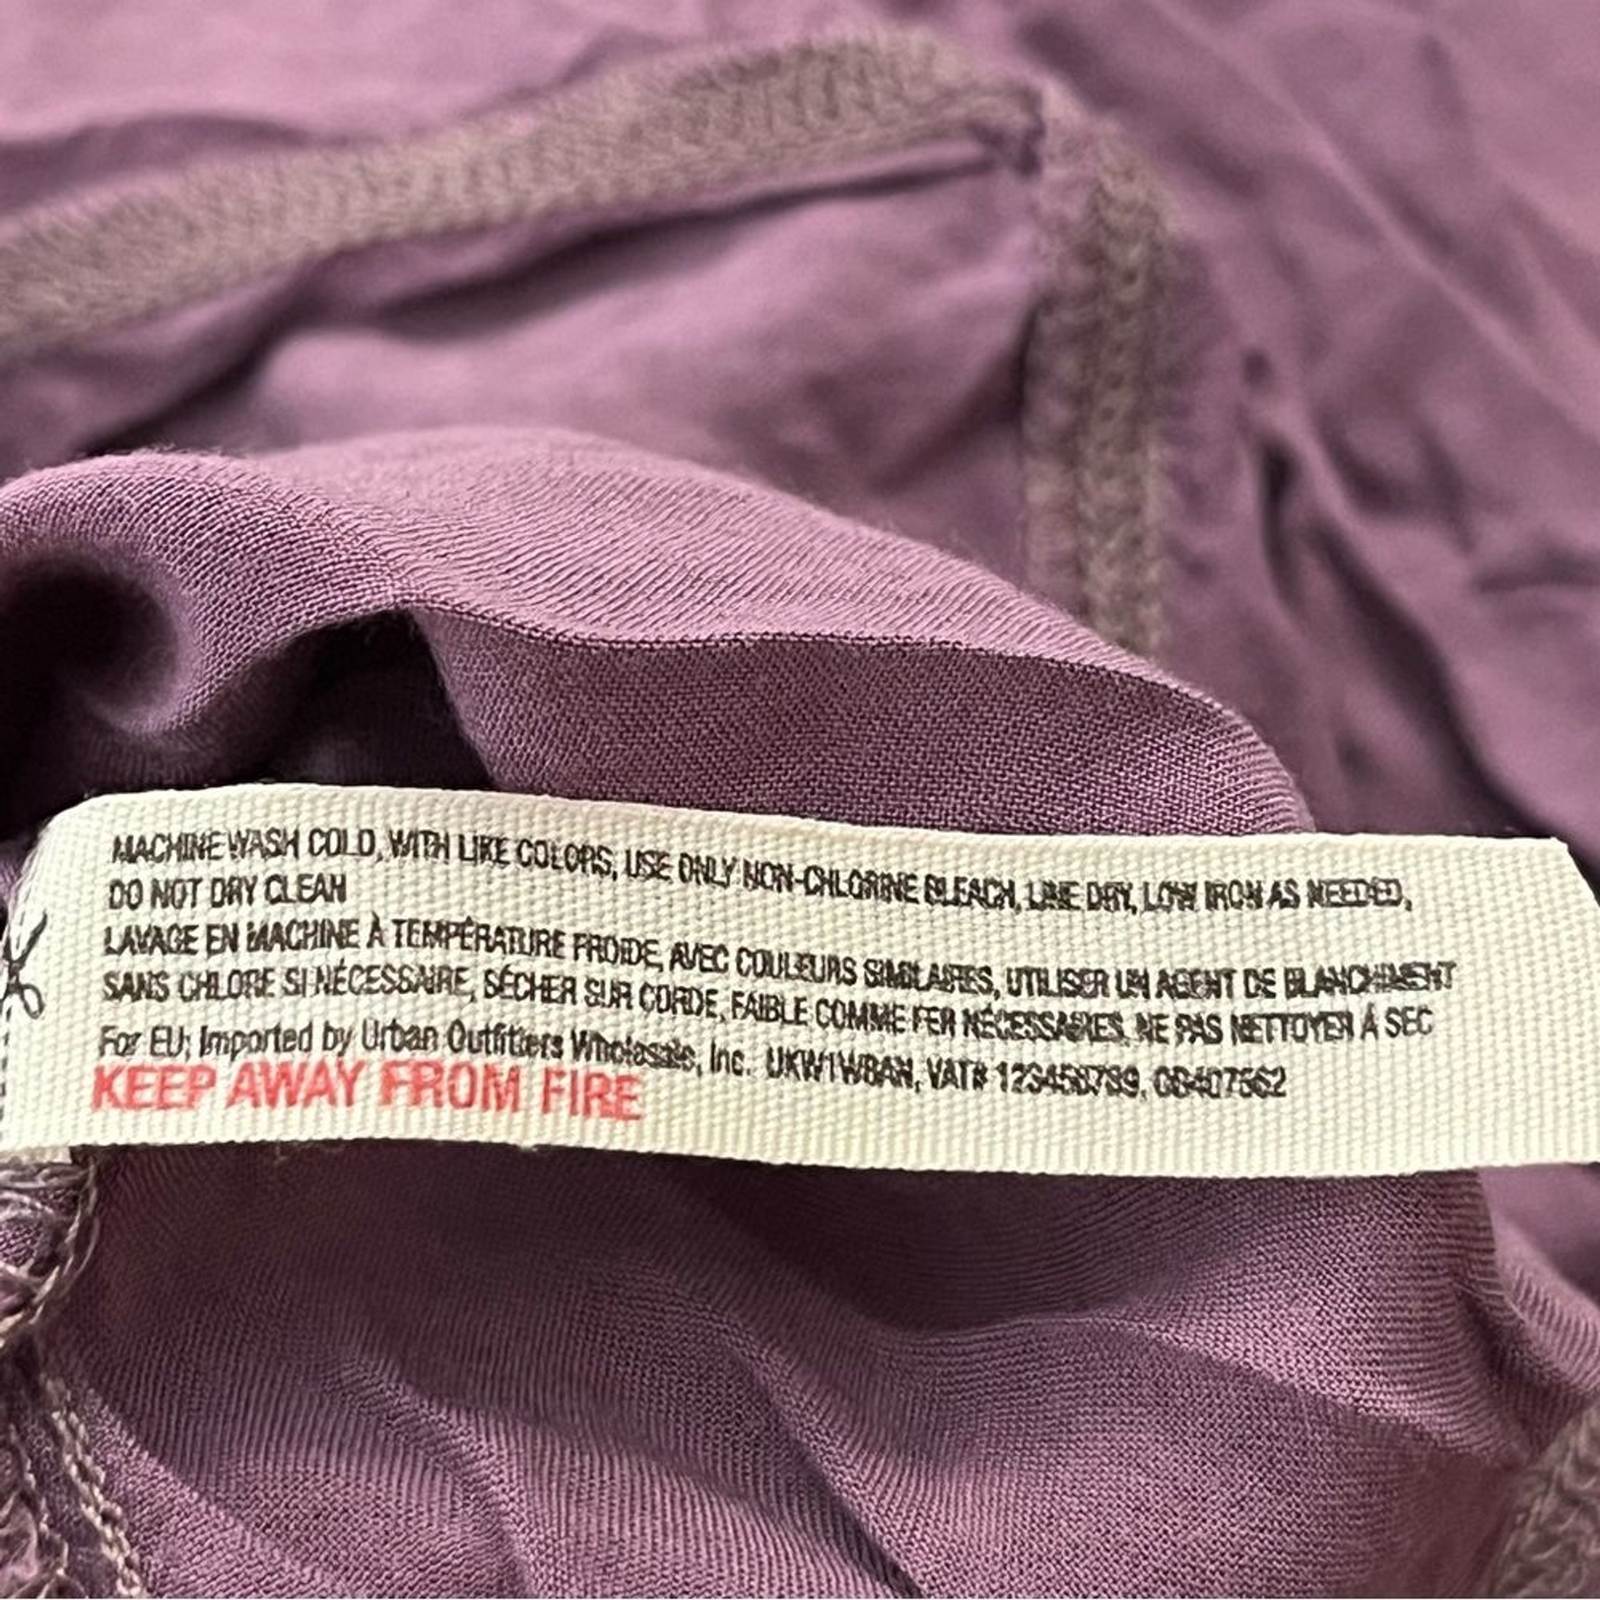 MACHINE WASH COLD, WITH LIKE COLORS, USE ONLY NON-CHLORINE BLEACH, LINE DRY, LOW IRON AS NEEDED,
DO NOT DRY CLEAN
LAVAGE EN MACHINE À TEMPÉRATURE FROIDE, AVEC COULEURS SIMILAIRES, UTILISER UN AGENT DE BLANCHIMENT
SANS CHLORE SI NÉCESSAIRE, SÉCHER SUR CORDE, FAIBLE COMME FER NÉCESSAIRES, NE PAS NETTOYER À SEC
For EU; Imported by Urban Outfitters Wholesale, Inc. VAT# 123456789,
KEEP AWAY FROM FIRE